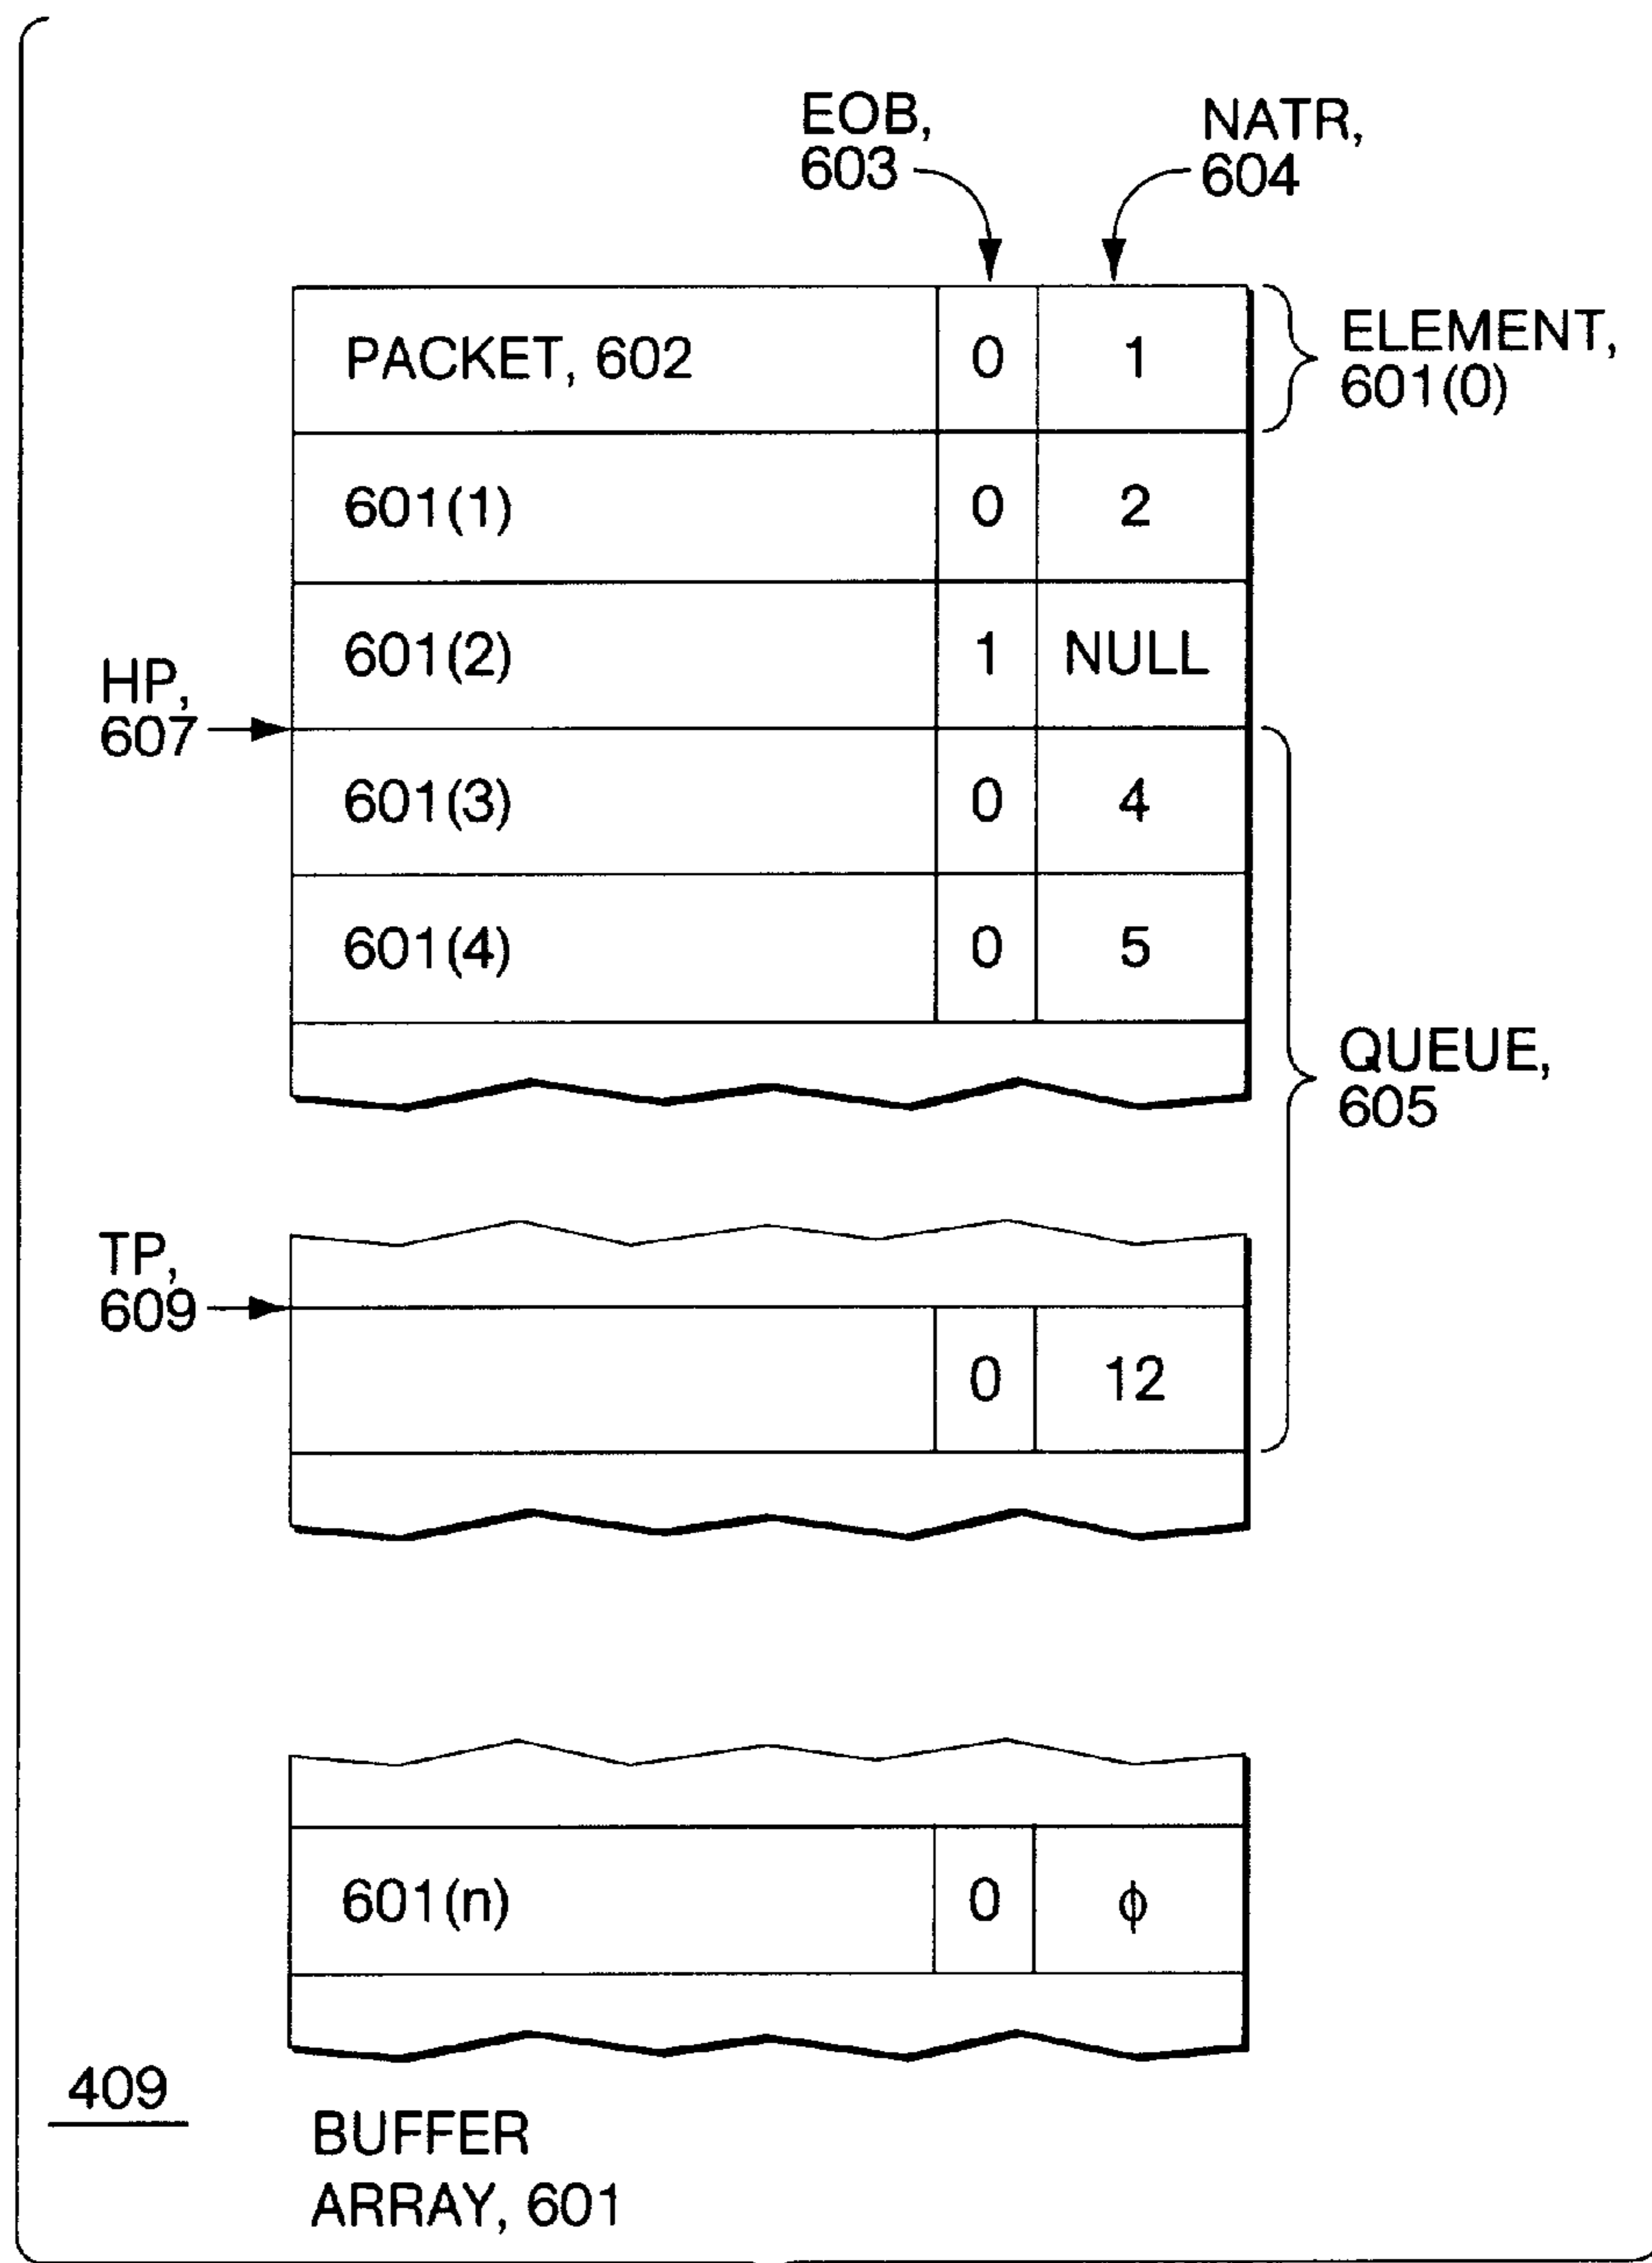 EOB,
603
NATR,
604
PACKET, 602 0 1
ELEMENT,
601(0)
601(1) 0 2
601(2) 1 NULL
HP,
607
601(3) 0 4
601(4) 0 5
QUEUE,
605
TP,
609
0 12
601(n) 0 ϕ
409
BUFFER
ARRAY, 601